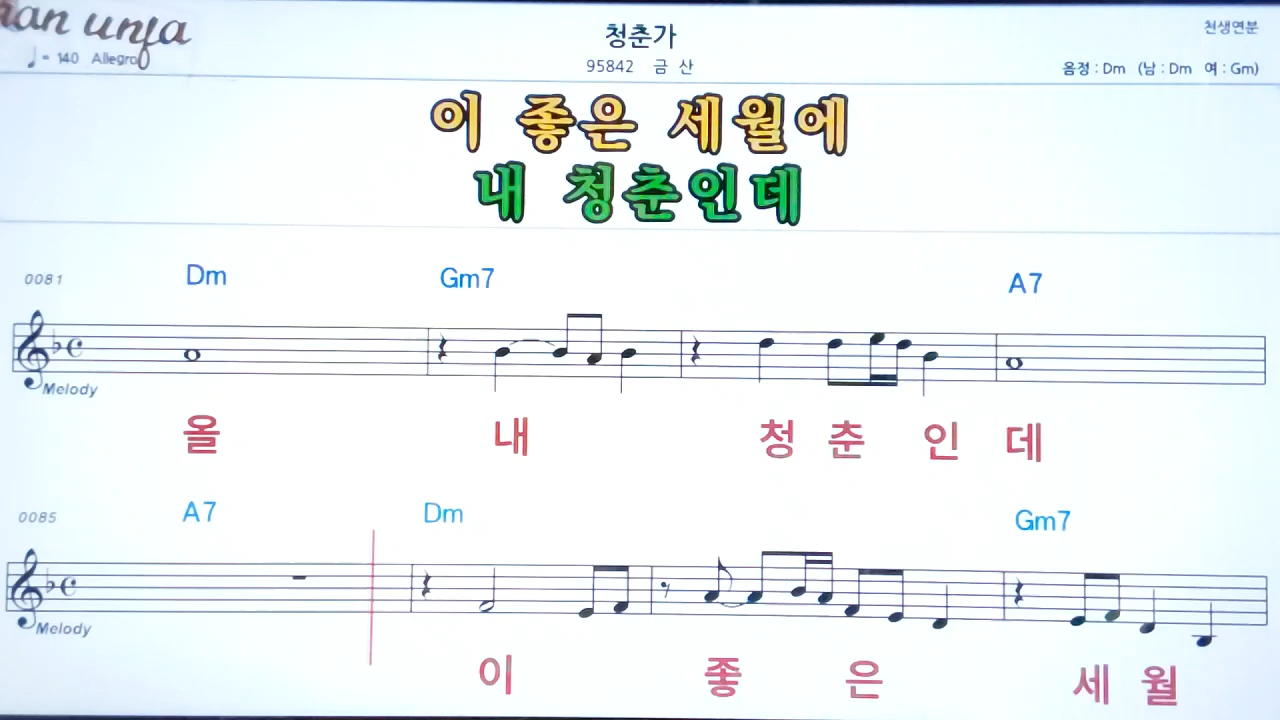 청춘가
천생연분
♩= 140 Allegro
95842 금 산
음정 : Dm (남 : Dm 여 : Gm)
이 좋은 세월에
내 청춘인데
0081 Dm Gm7 A7
Melody
올 내 청 춘 인 데
0085 A7 Dm Gm7
Melody
이 좋 은 세 월